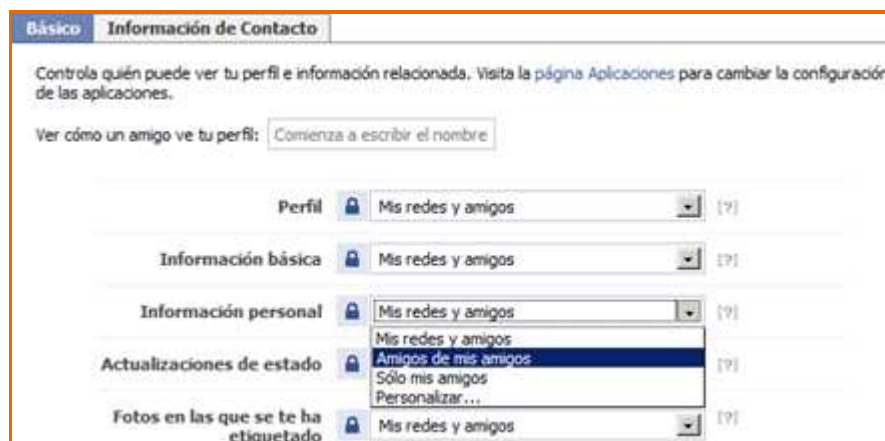 Básico Información de Contacto
Controla quién puede ver tu perfil e información relacionada. Visita la página Aplicaciones para cambiar la configuración
de las aplicaciones.
Ver cómo un amigo ve tu perfil: Comienza a escribir el nombre
Perfil Mis redes y amigos [?]
Información básica Mis redes y amigos [?]
Información personal Mis redes y amigos [?]
Mis redes y amigos
Actualizaciones de estado Amigos de mis amigos [?]
Sólo mis amigos
Personalizar...
Fotos en las que se te ha Mis redes y amigos [?]
etiquetado